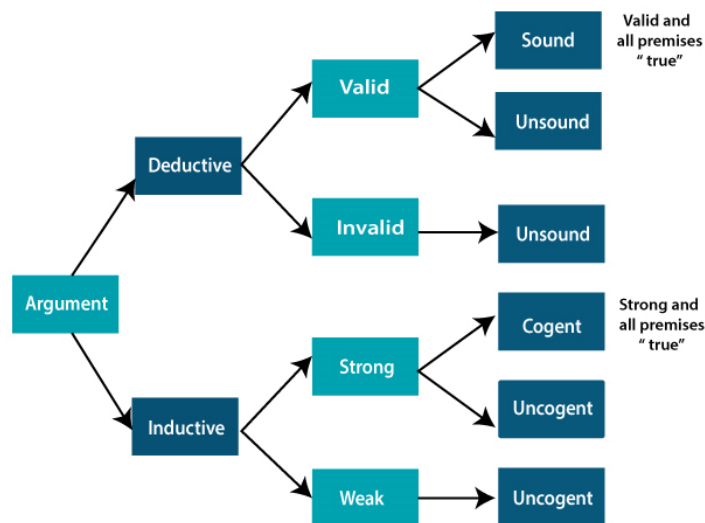 Valid and
all premises
“ true”
Sound
Valid
Unsound
Deductive
Invalid
Unsound
Argument
Strong and
all premises
“ true”
Cogent
Strong
Uncogent
Inductive
Weak
Uncogent